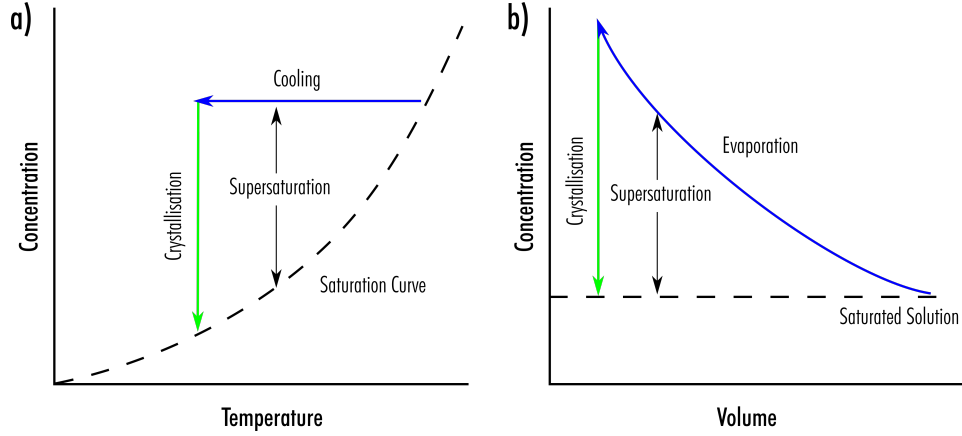 a)
Cooling
Concentration
Crystallisation
Supersaturation
Saturation Curve
Temperature
b)
Concentration
Crystallisation
Supersaturation
Evaporation
Saturated Solution
Volume